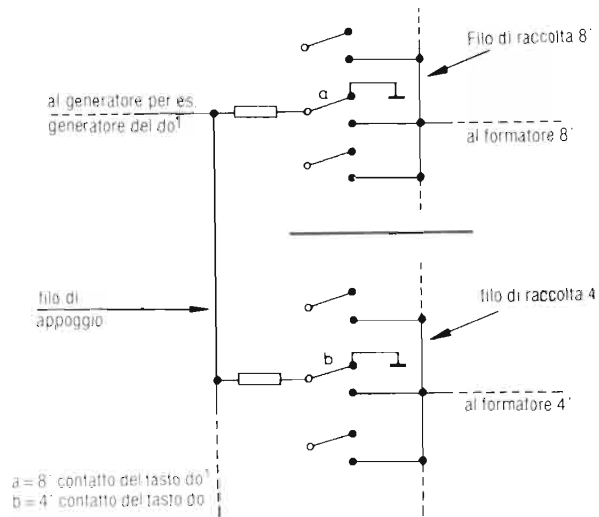 Filo di raccolta 8'
a
al generatore per es.
generatore del do¹
al formatore 8'
filo di raccolta 4
filo di
appoggio
b
al formatore 4'
a = 8' contatto del tasto do¹
b = 4' contatto del tasto do